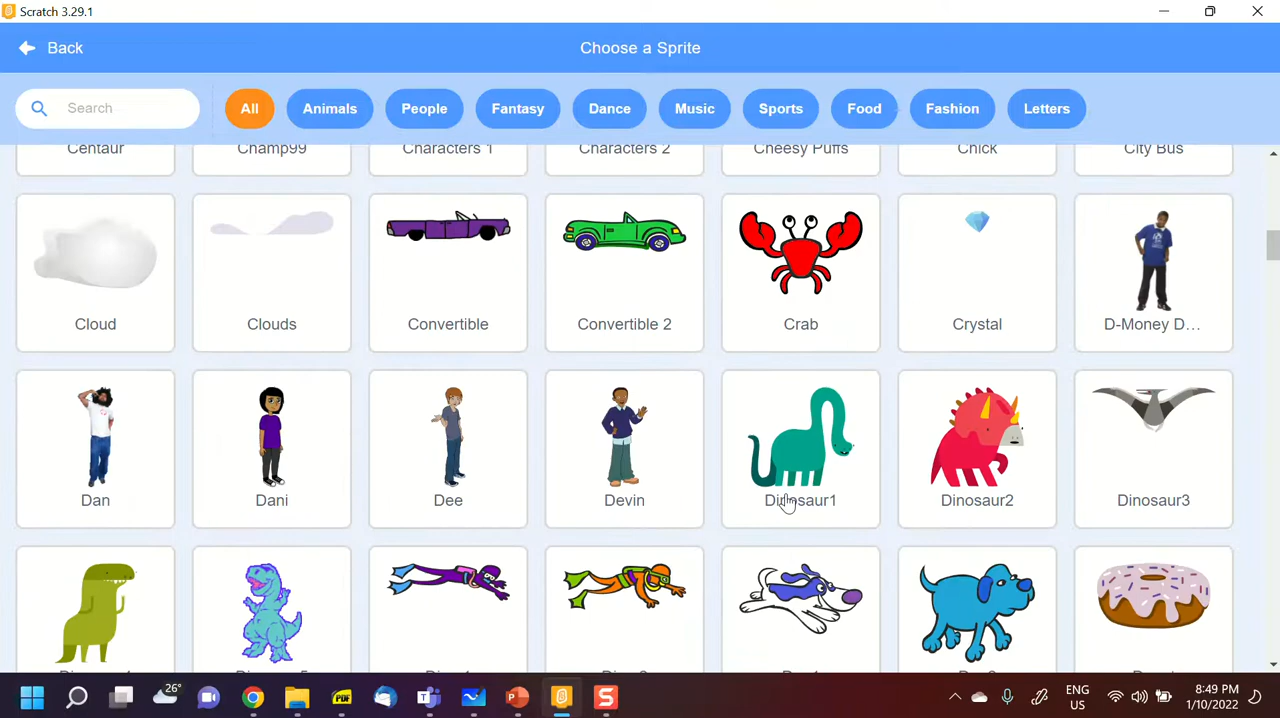 Scratch 3.29.1
Back
Choose a Sprite
Search
All
Animals
People
Fantasy
Dance
Music
Sports
Food
Fashion
Letters
Centaur
Champ99
Characters 1
Characters 2
Cheesy Puffs
Chick
City Bus
Cloud
Clouds
Convertible
Convertible 2
Crab
Crystal
D-Money D...
Dan
Dani
Dee
Devin
Dinosaur1
Dinosaur2
Dinosaur3
26°
PDF
ENG
US
8:49 PM
1/10/2022